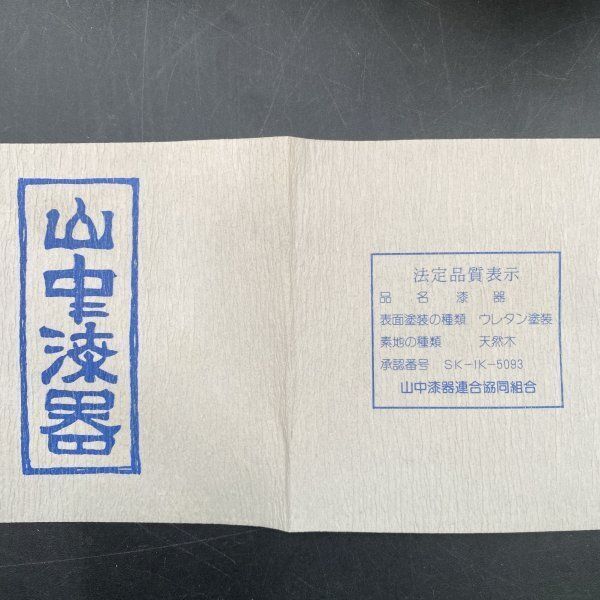 山中漆器
法定品質表示
品名 漆器
表面塗装の種類 ウレタン塗装
素地の種類 天然木
承認番号 SK-IK-5093
山中漆器連合協同組合